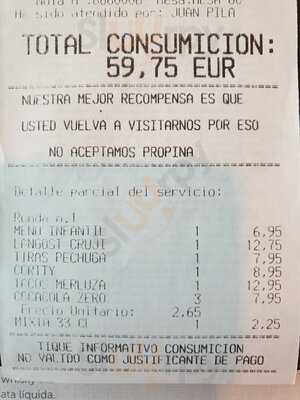 Ha sido atendido por: JUAN PILA
TOTAL CONSUMICION:
59,75 EUR
NUESTRA MEJOR RECOMPENSA ES QUE
USTED VUELVA A VISITARNOS POR ESO
NO ACEPTAMOS PROPINA
Detalle parcial del servicio:
Ronda n.1
MENU INFANTIL 1 6,95
LANGOST CRUJE 1 12,75
TIRAS PECHUGA 1 7,95
1 8,95
TACOS MERLUZA 1 12,95
COCACOLA ZERO 3 7,95
Precio Unitario: 2,65
MIXTA 33 CL 1 2,25
TIQUE INFORMATIVO CONSUMICION
NO VALIDO COMO JUSTIFICANTE DE PAGO
Whisky
ata líquida.